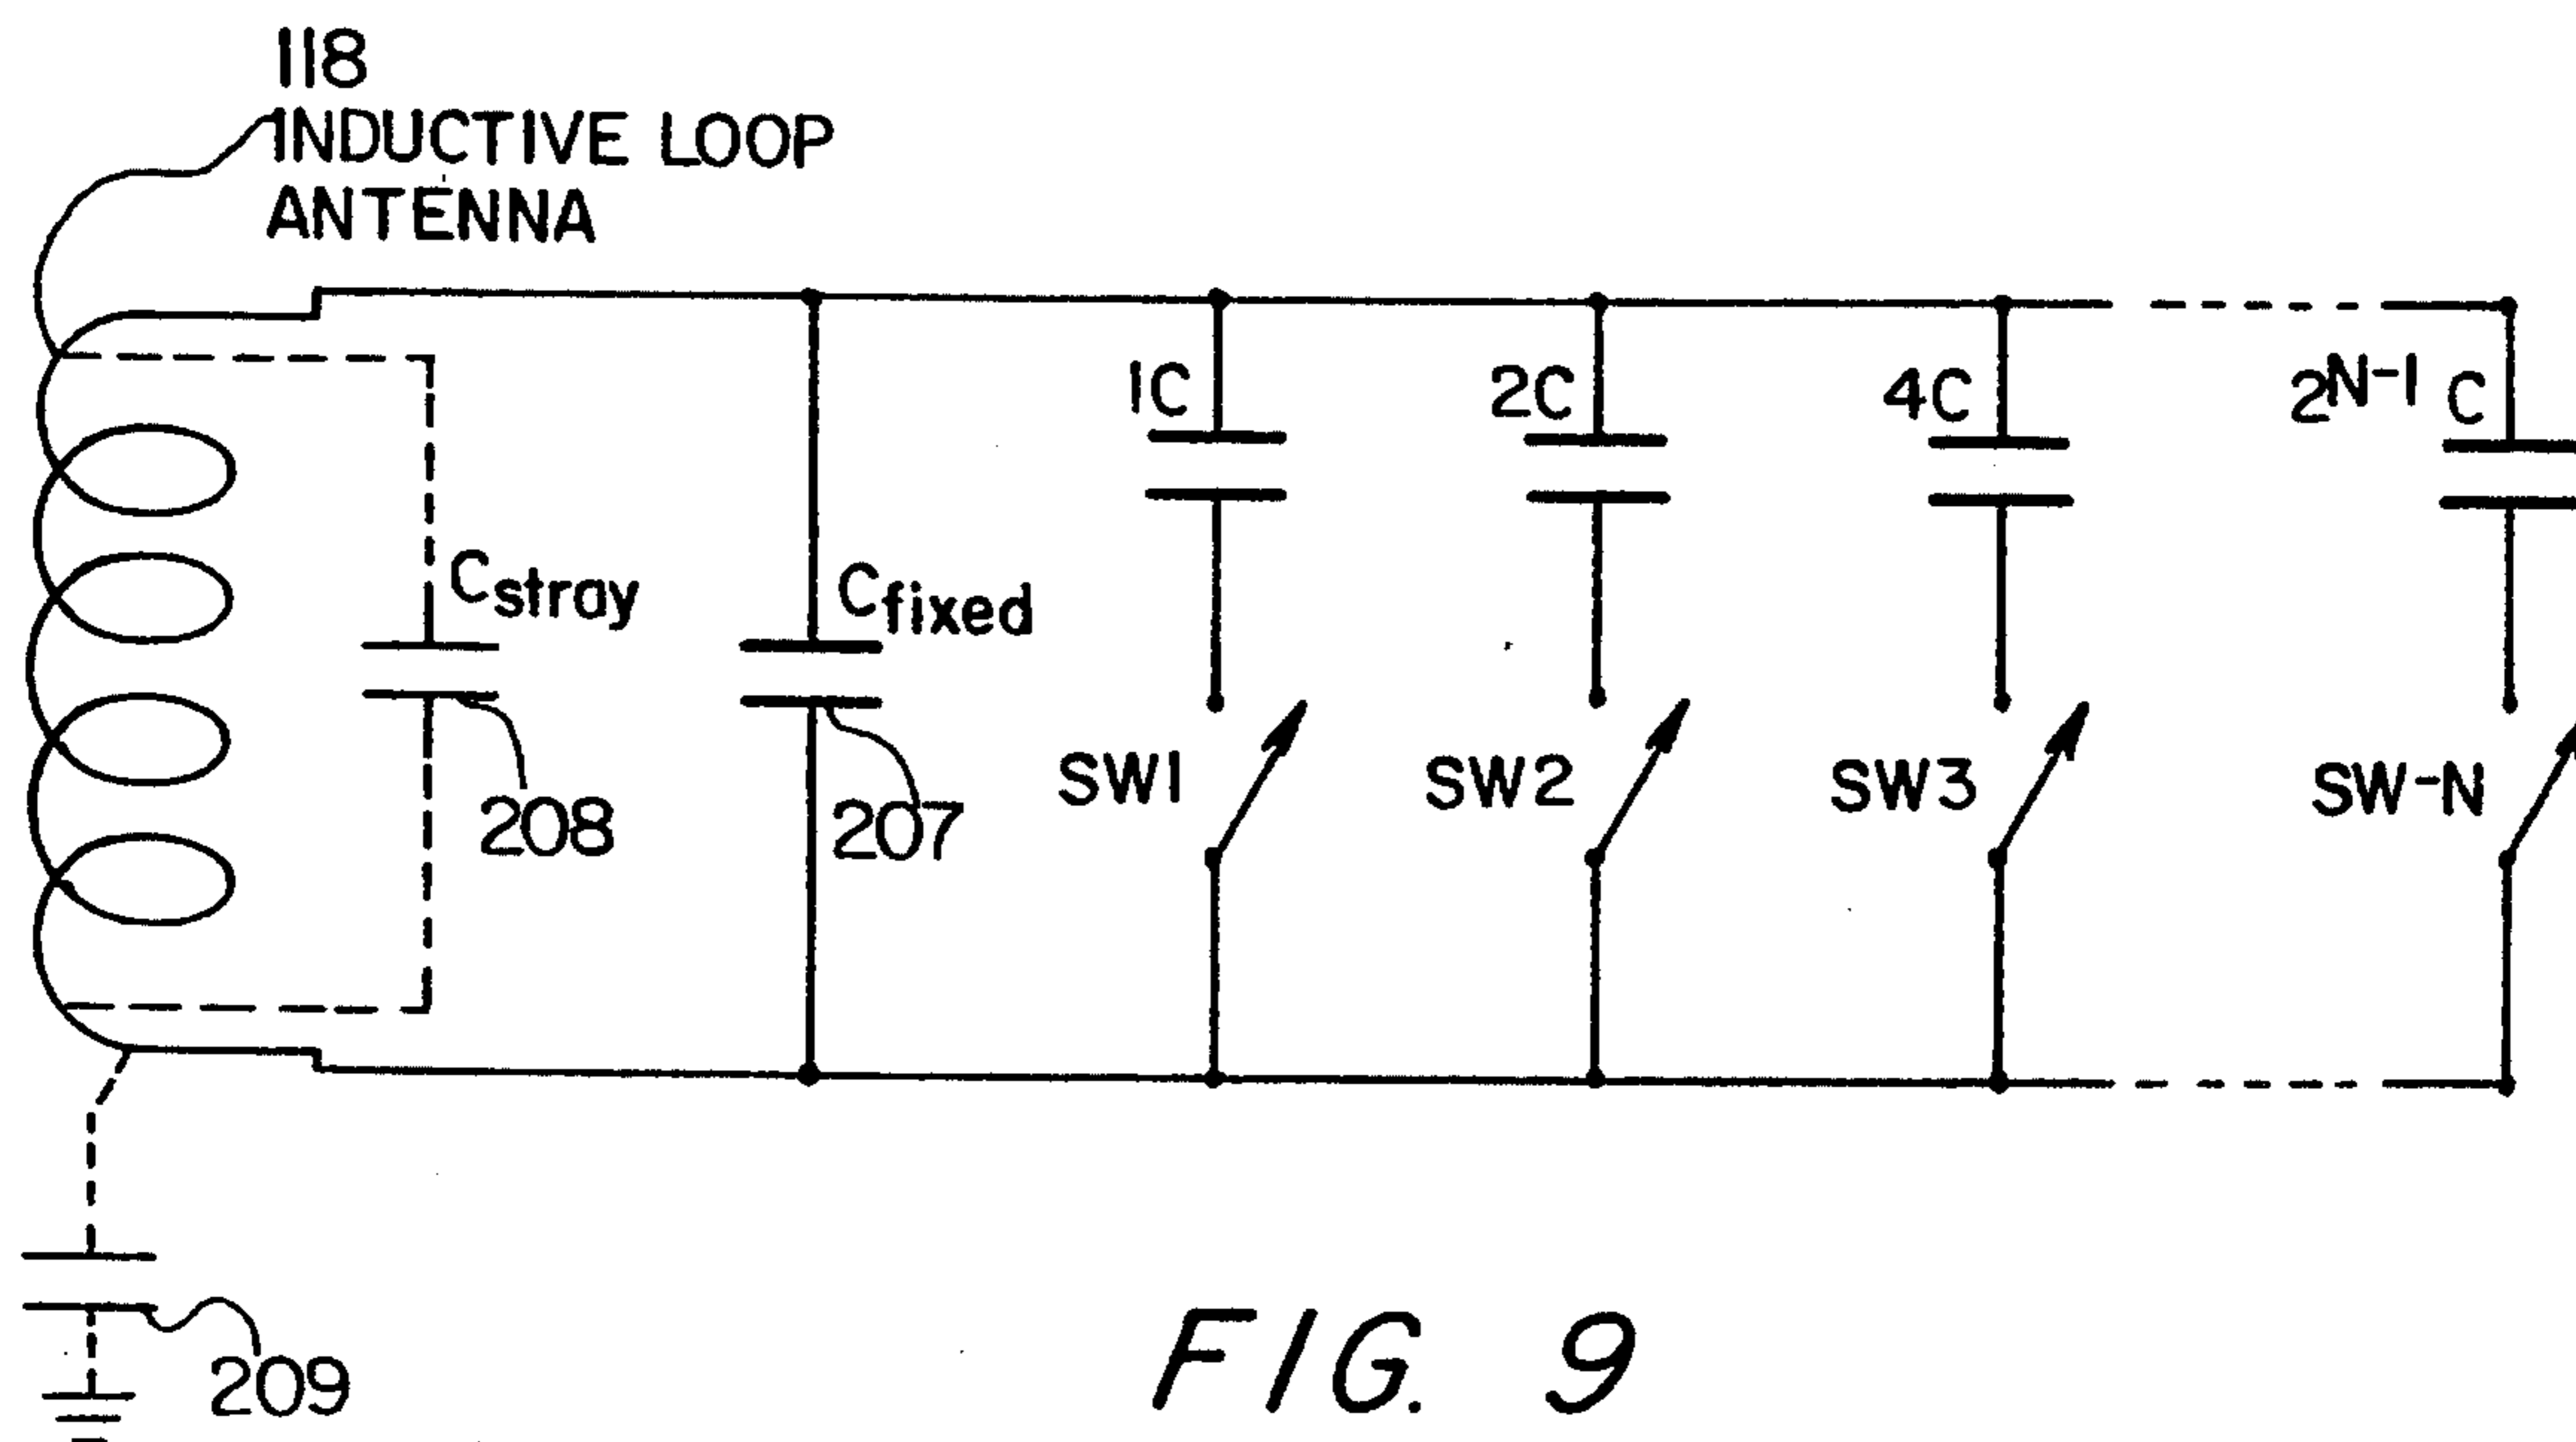 118
INDUCTIVE LOOP
ANTENNA
1C
2C
4C
2^N-1 C
Cstray
Cfixed
SW1
SW2
SW3
SW-N
208
207
209
FIG. 9